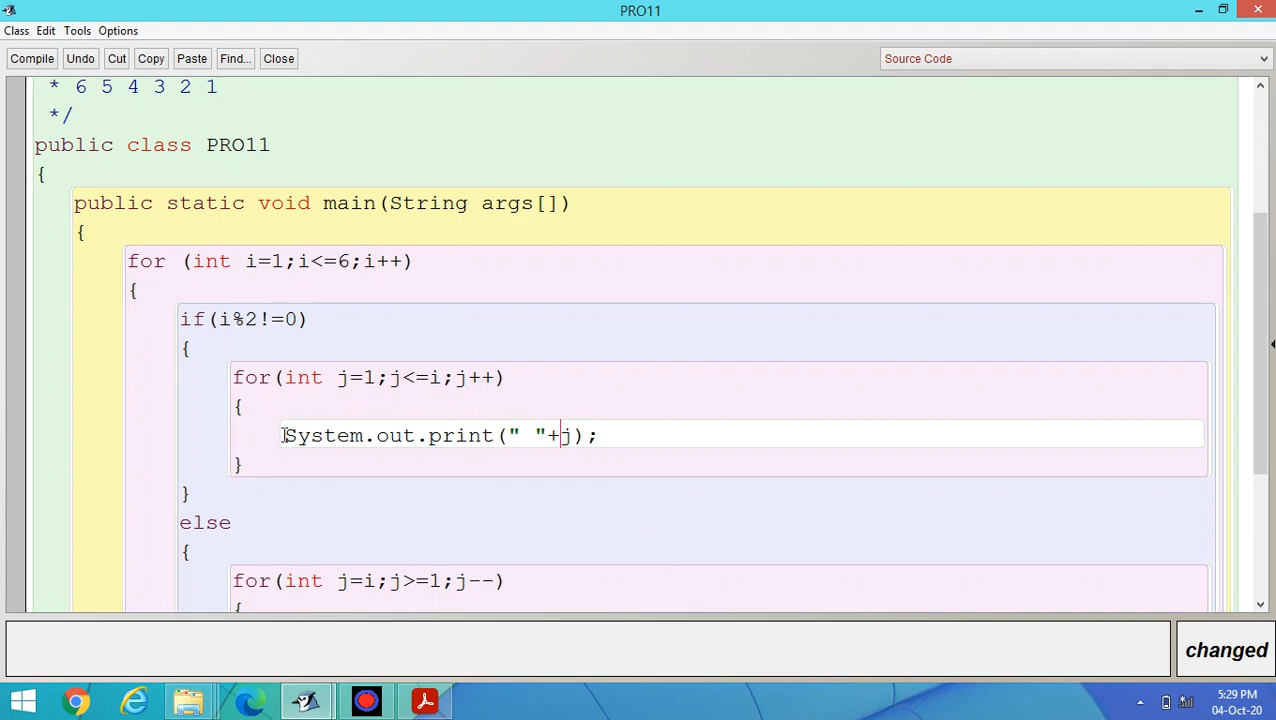 PRO11
Class Edit Tools Options
Compile Undo Cut Copy Paste Find... Close Source Code
* 6 5 4 3 2 1
*/
public class PRO11
{
public static void main(String args[])
{
for (int i=1;i<=6;i++)
{
if(i%2!=0)
{
for(int j=1;j<=i;j++)
{
System.out.print(" "+j);
}
}
else
{
for(int j=i;j>=1;j--)
{
changed
5:29 PM
04-Oct-20